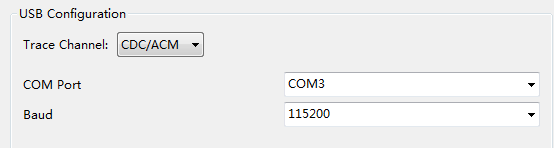 USB Configuration
Trace Channel: CDC/ACM
COM Port COM3
Baud 115200